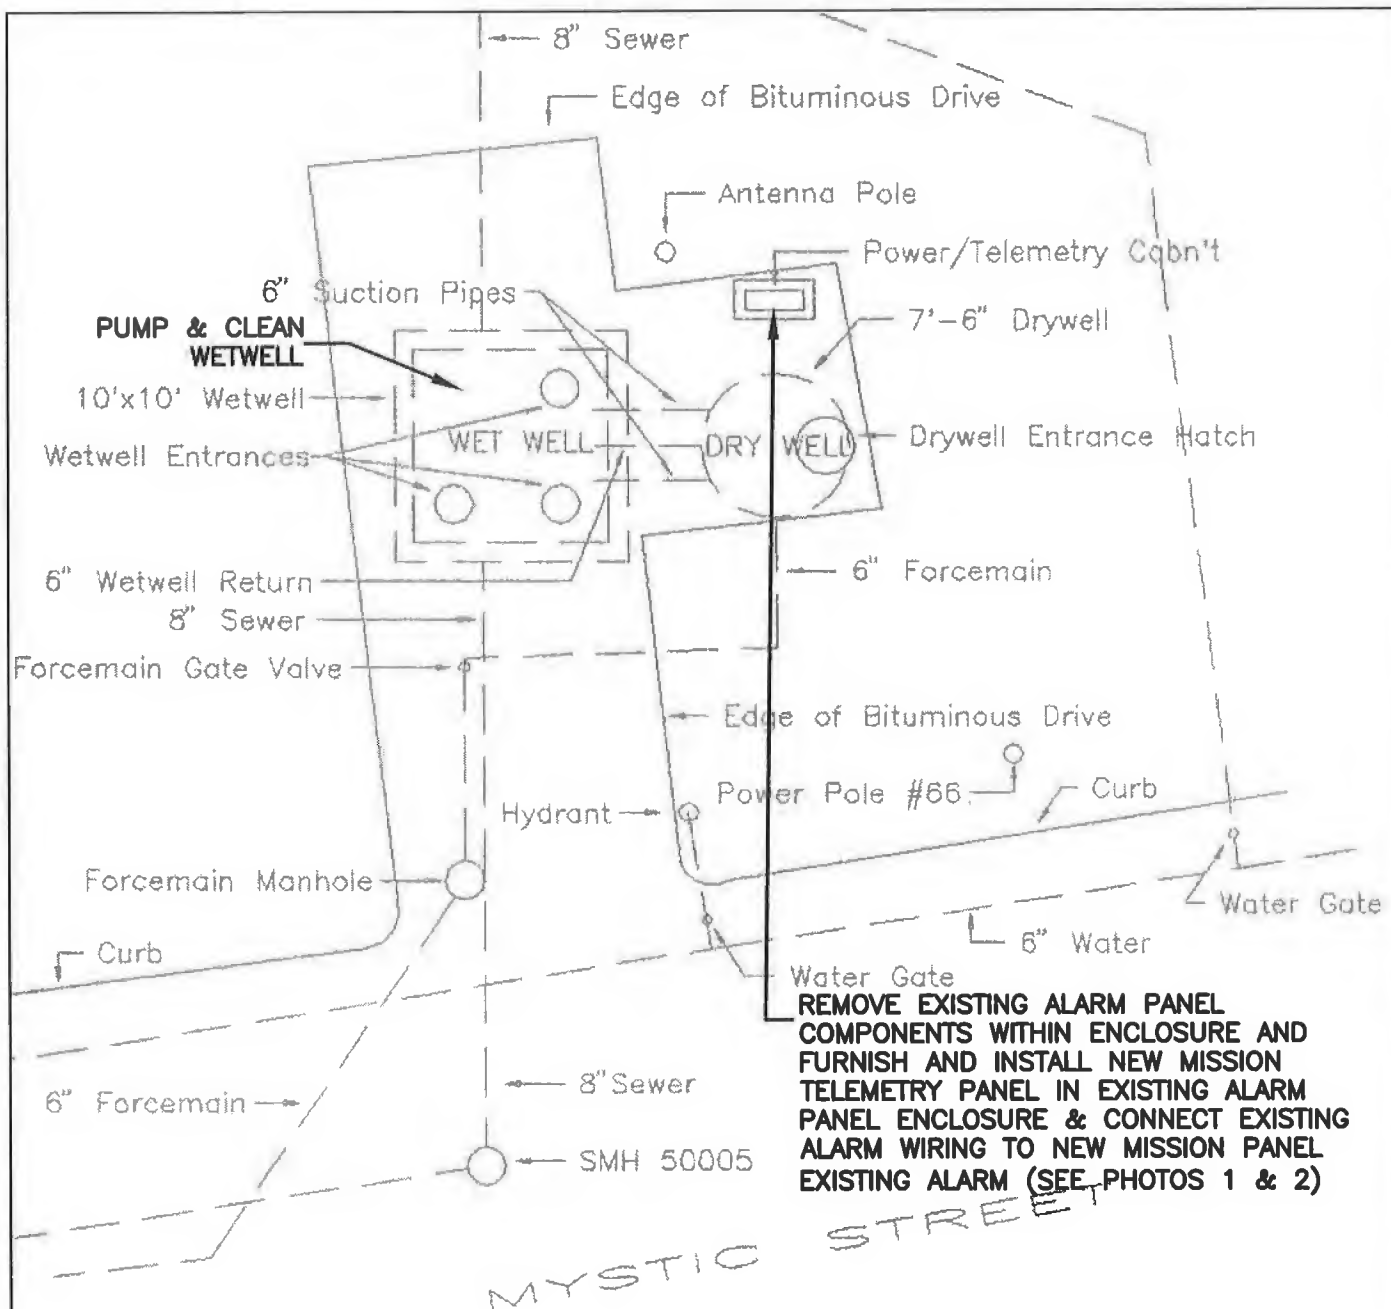 8" Sewer
Edge of Bituminous Drive
Antenna Pole
Power/Telemetry Cabn't
6" Suction Pipes
7'-6" Drywell
PUMP & CLEAN
WETWELL
10'x10' Wetwell
WET WELL
DRY WELL
Drywell Entrance Hatch
Wetwell Entrances
6" Wetwell Return
6" Forcemain
8" Sewer
Forcemain Gate Valve
Edge of Bituminous Drive
Power Pole #66
Curb
Hydrant
Forcemain Manhole
Water Gate
6" Water
Curb
Water Gate
REMOVE EXISTING ALARM PANEL
COMPONENTS WITHIN ENCLOSURE AND
FURNISH AND INSTALL NEW MISSION
TELEMETRY PANEL IN EXISTING ALARM
PANEL ENCLOSURE & CONNECT EXISTING
ALARM WIRING TO NEW MISSION PANEL
EXISTING ALARM (SEE PHOTOS 1 & 2)
8" Sewer
6" Forcemain
SMH 50005
MYSTIC STREET